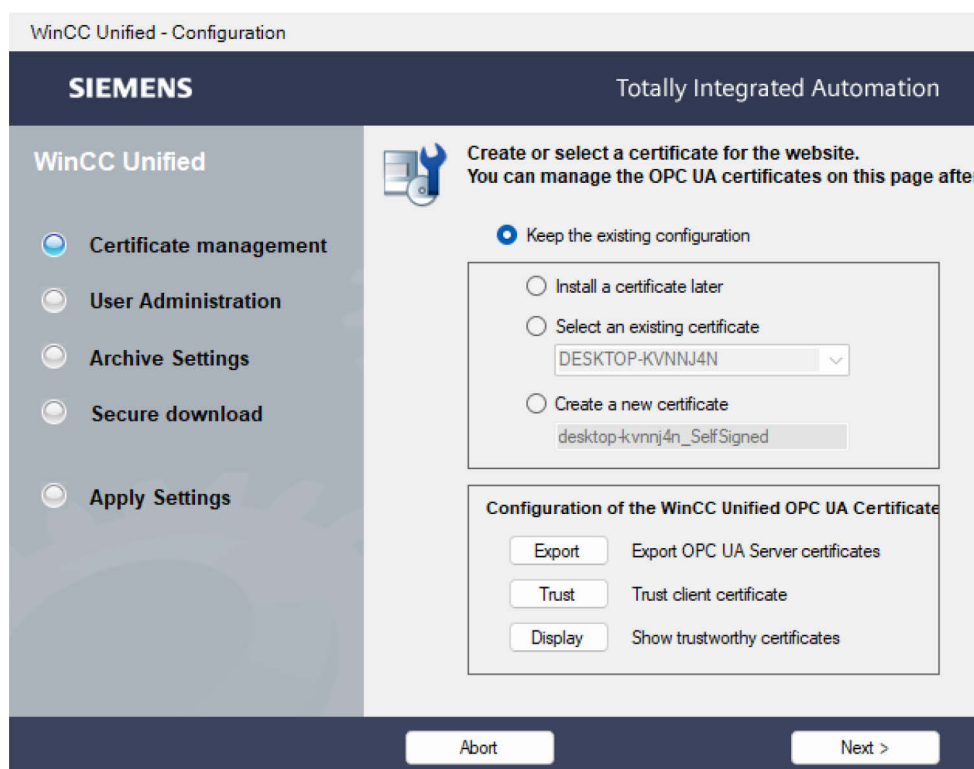 WinCC Unified - Configuration
SIEMENS
Totally Integrated Automation
WinCC Unified
Certificate management
User Administration
Archive Settings
Secure download
Apply Settings
Create or select a certificate for the website.
You can manage the OPC UA certificates on this page after
Keep the existing configuration
Install a certificate later
Select an existing certificate
DESKTOP-KVNNJ4N
Create a new certificate
desktop-kvnnj4n_SelfSigned
Configuration of the WinCC Unified OPC UA Certificate
Export Export OPC UA Server certificates
Trust Trust client certificate
Display Show trustworthy certificates
Abort
Next >